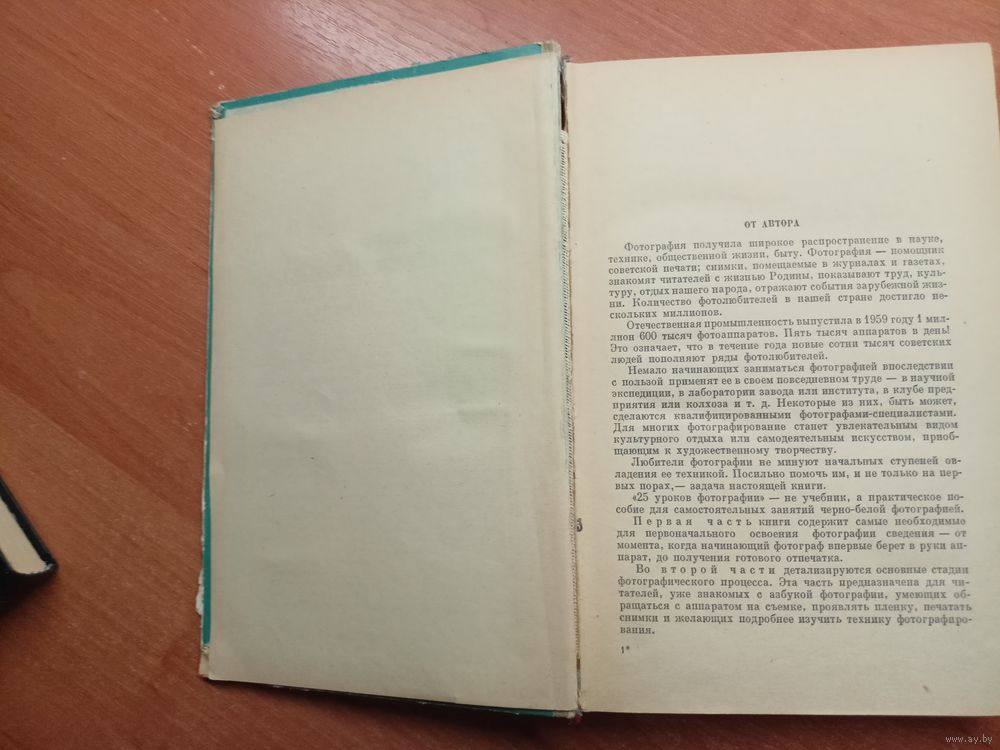 ОТ АВТОРА
Фотография получила широкое распространение в науке,
технике, общественной жизни, быту. Фотография — помощник
советской печати; снимки, помещаемые в журналах и газетах,
знакомят читателей с жизнью Родины, показывают труд, куль-
туру, отдых нашего народа, отражают события зарубежной жиз-
ни. Количество фотолюбителей в нашей стране достигло не-
скольких миллионов.
Отечественная промышленность выпустила в 1959 году 1 мил-
лион 600 тысяч фотоаппаратов. Пять тысяч аппаратов в день!
Это означает, что в течение года новые сотни тысяч советских
людей пополняют ряды фотолюбителей.
Немало начинающих заниматься фотографией впоследствии
с пользой применят ее в своем повседневном труде — в научной
экспедиции, в лаборатории завода или института, в клубе пред-
приятия или колхоза и т. д. Некоторые из них, быть может,
сделаются квалифицированными фотографами-специалистами.
Для многих фотографирование станет увлекательным видом
культурного отдыха или самодеятельным искусством, приоб-
щающим к художественному творчеству.
Любители фотографии не минуют начальных ступеней ов-
ладения ее техникой. Посильно помочь им, и не только на пер-
вых порах,— задача настоящей книги.
«25 уроков фотографии» — не учебник, а практическое по-
собие для самостоятельных занятий черно-белой фотографией.
Первая часть книги содержит самые необходимые
для первоначального освоения фотографии сведения — от
момента, когда начинающий фотограф впервые берет в руки ап-
парат, до получения готового отпечатка.
Во второй части детализируются основные стадии
фотографического процесса. Эта часть предназначена для чи-
тателей, уже знакомых с азбукой фотографии, умеющих об-
ращаться с аппаратом на съемке, проявлять пленку, печатать
снимки и желающих подробнее изучить технику фотографиро-
вания.
1*
www.ay.by